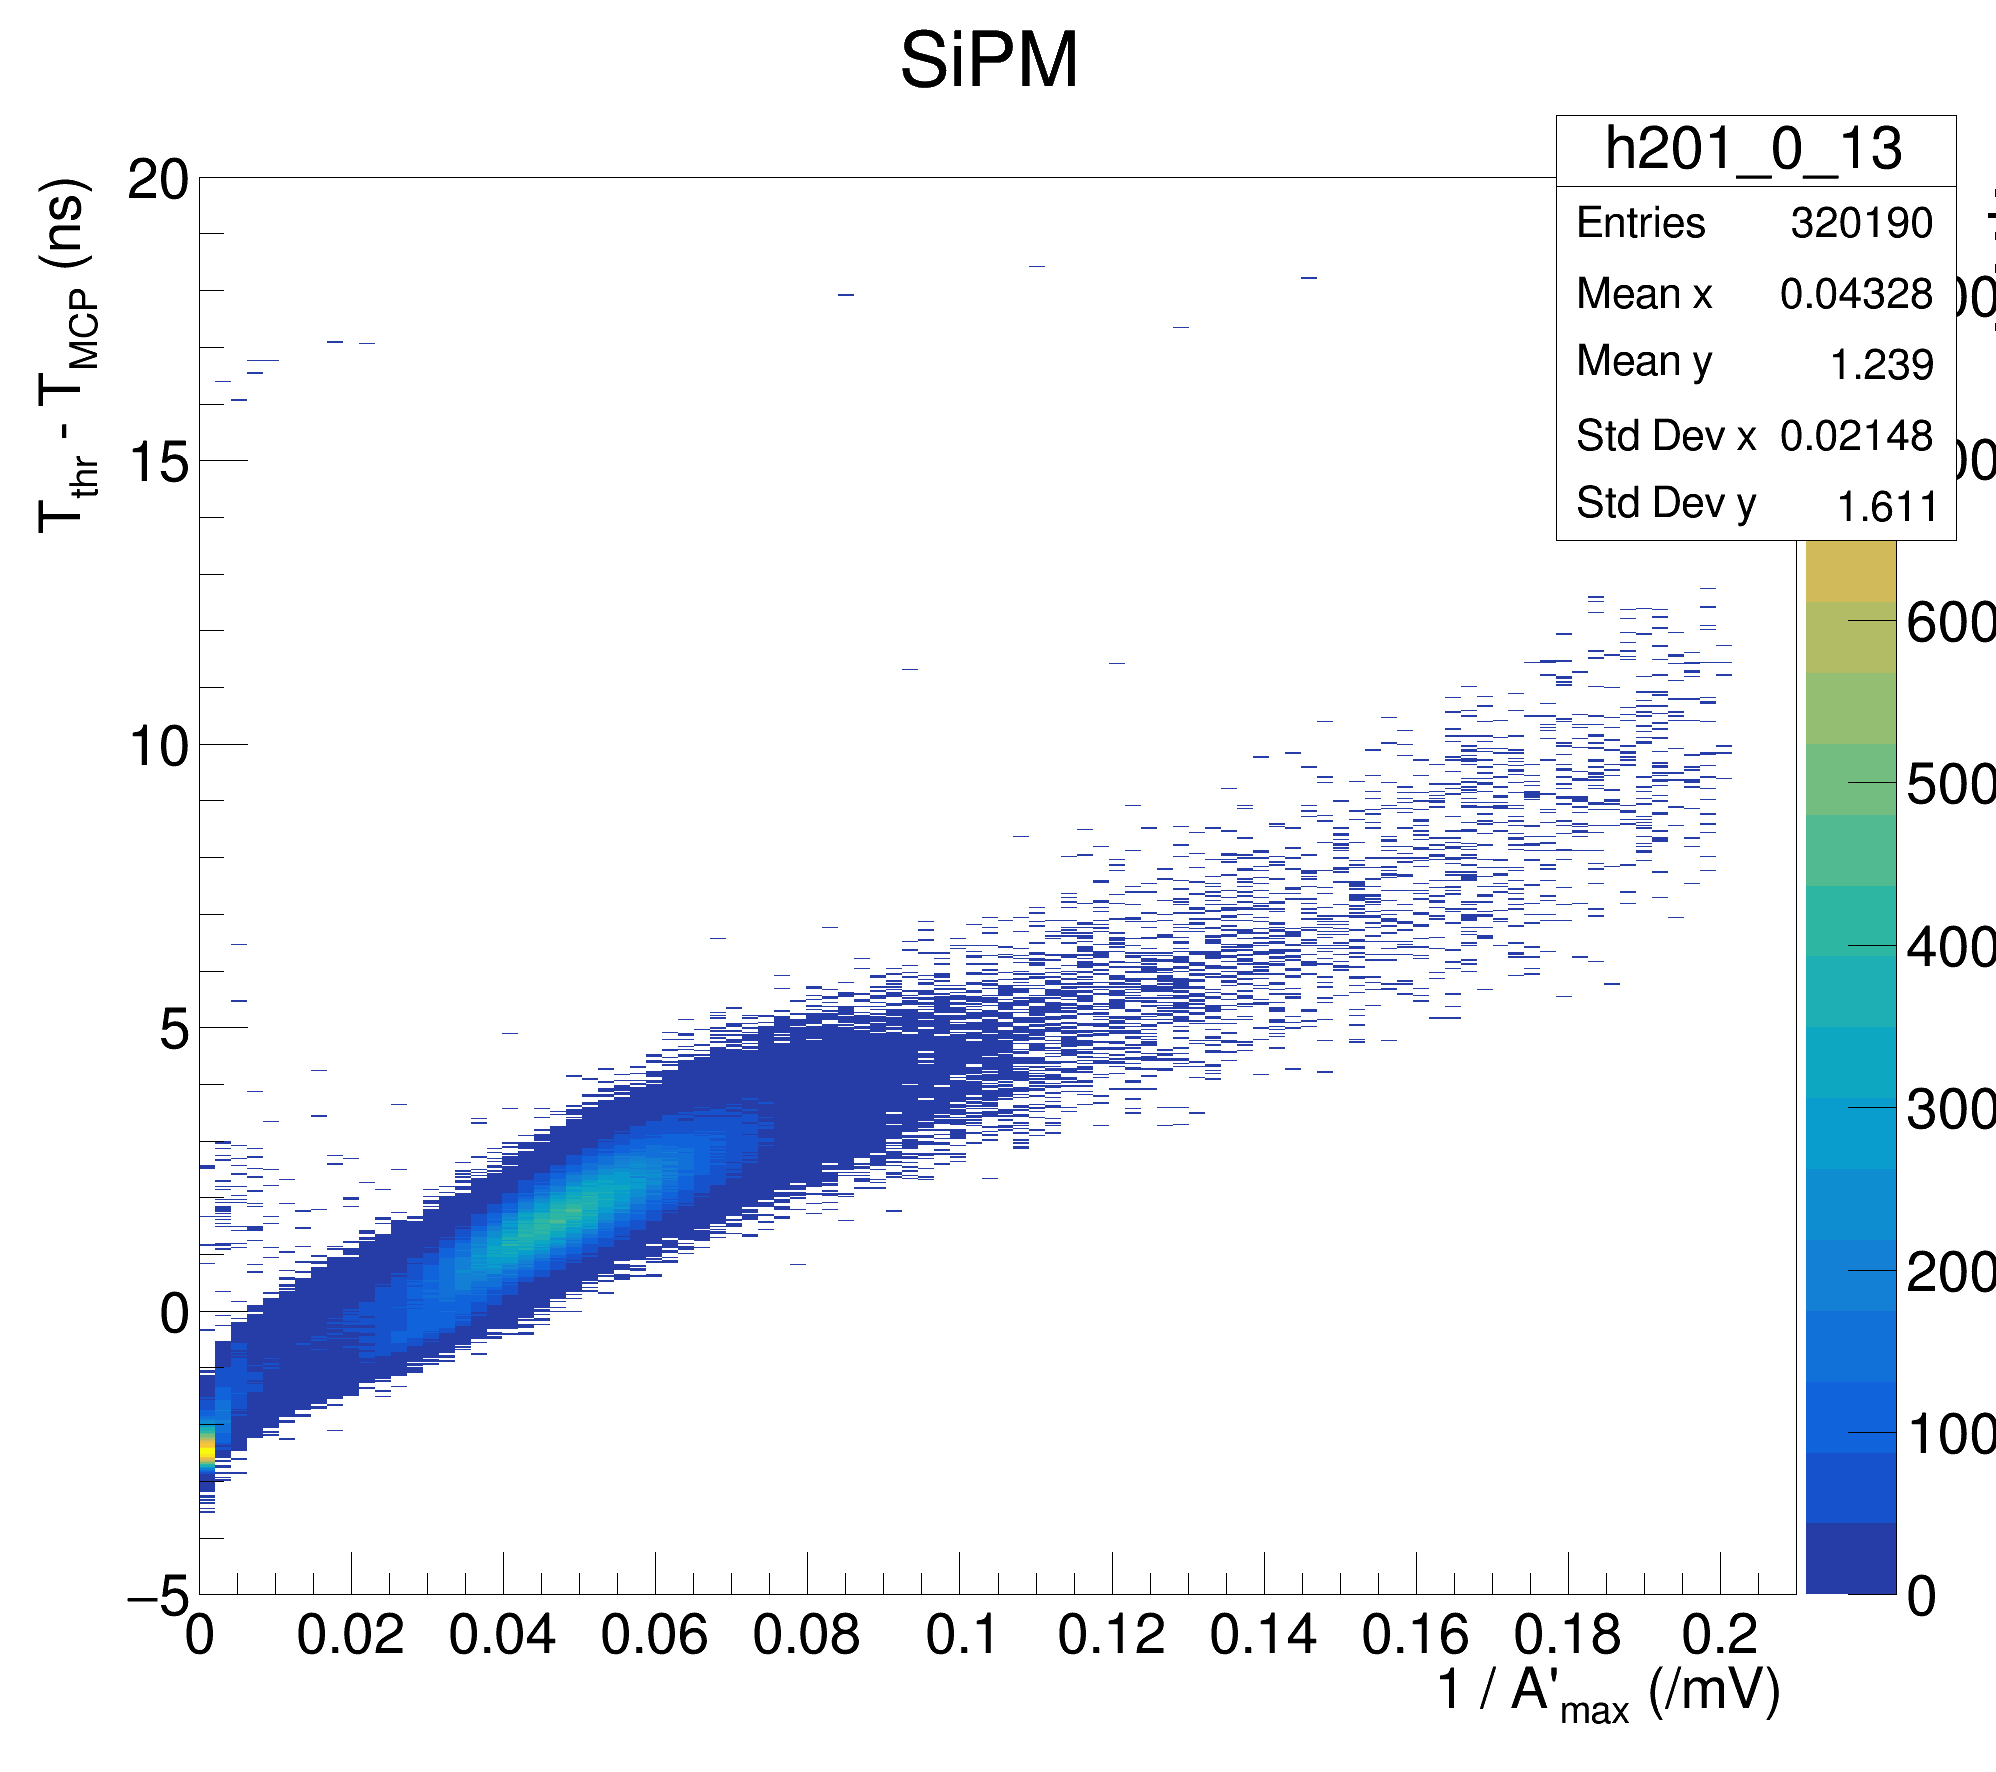 SiPM
h201_0_13
Entries 320190
Mean x 0.04328
Mean y 1.239
Std Dev x 0.02148
Std Dev y 1.611
T_thr - T_MCP (ns)
20
15
10
5
0
−5
0 0.02 0.04 0.06 0.08 0.1 0.12 0.14 0.16 0.18 0.2
1 / A'_max (/mV)
600
500
400
300
200
100
0